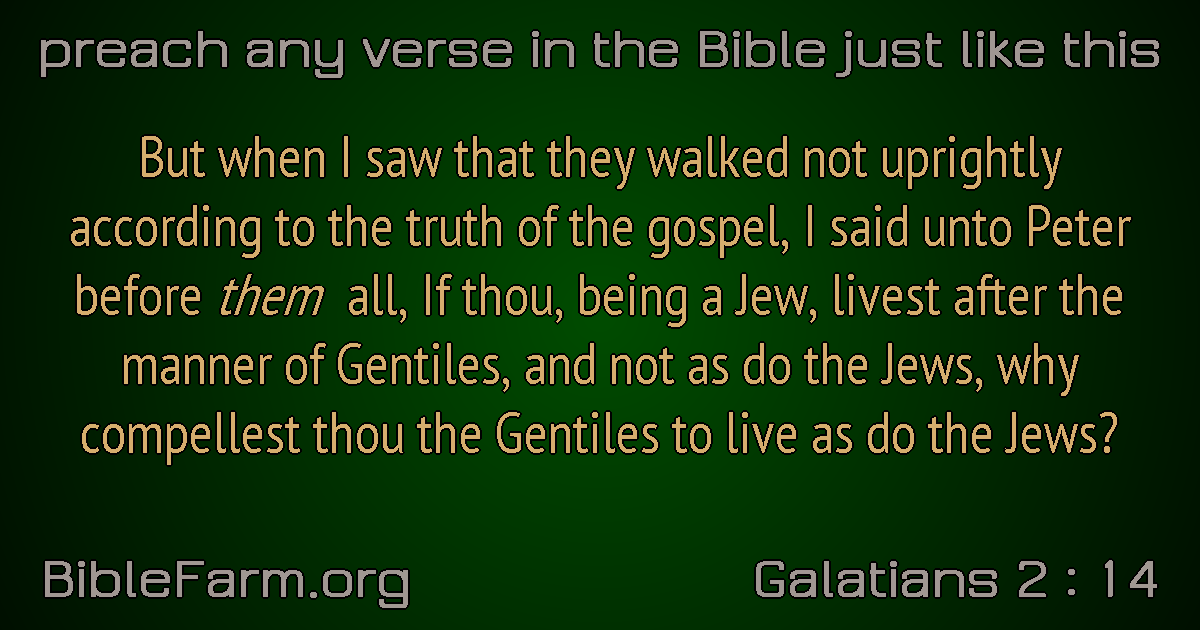 preach any verse in the Bible just like this
But when I saw that they walked not uprightly
according to the truth of the gospel, I said unto Peter
before them all, If thou, being a Jew, livest after the
manner of Gentiles, and not as do the Jews, why
compellest thou the Gentiles to live as do the Jews?
BibleFarm.org
Galatians 2 : 14